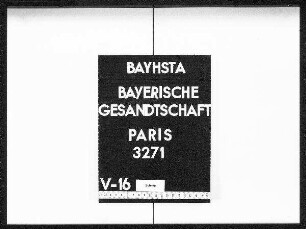 BAYHSTA
BAYERISCHE
GESANDTSCHAFT
PARIS
3271
V-16